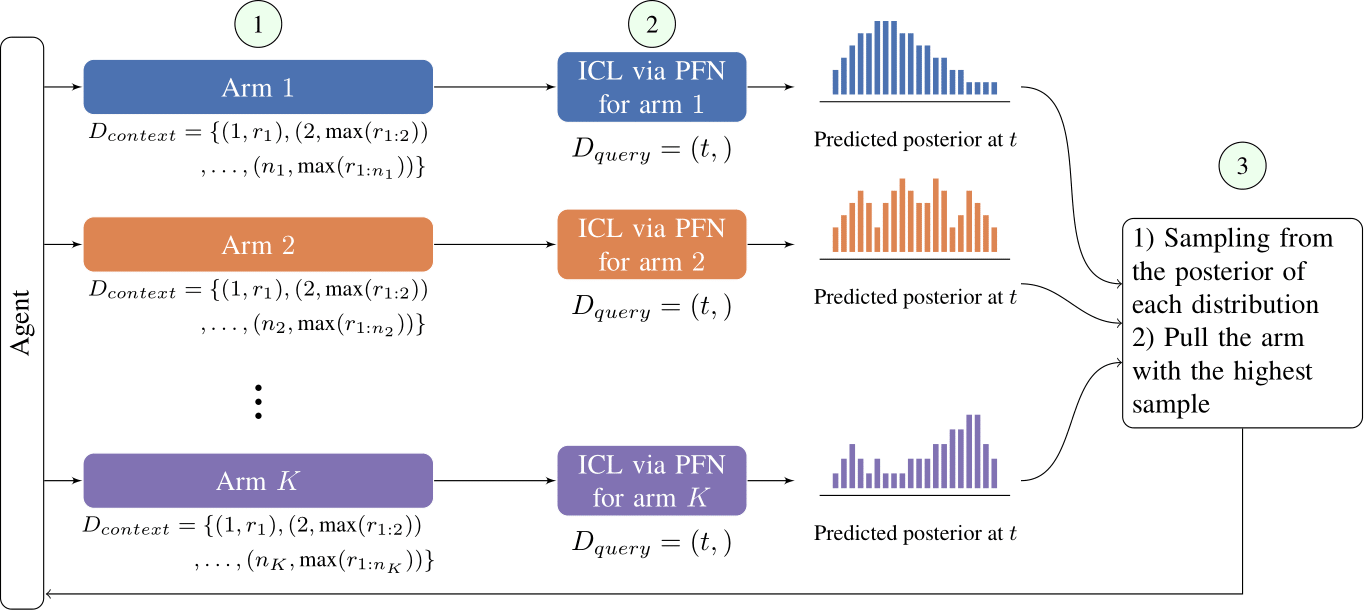 1
2
Arm 1
ICL via PFN
for arm 1
D_{context} = {(1, r_1), (2, max(r_{1:2}))
, . . . , (n_1, max(r_{1:n_1}))}
D_{query} = (t, )
Predicted posterior at t
3
Arm 2
ICL via PFN
for arm 2
D_{context} = {(1, r_1), (2, max(r_{1:2}))
, . . . , (n_2, max(r_{1:n_2}))}
D_{query} = (t, )
Predicted posterior at t
1) Sampling from
the posterior of
each distribution
2) Pull the arm
with the highest
sample
Agent
Arm K
ICL via PFN
for arm K
D_{context} = {(1, r_1), (2, max(r_{1:2}))
, . . . , (n_K, max(r_{1:n_K}))}
D_{query} = (t, )
Predicted posterior at t